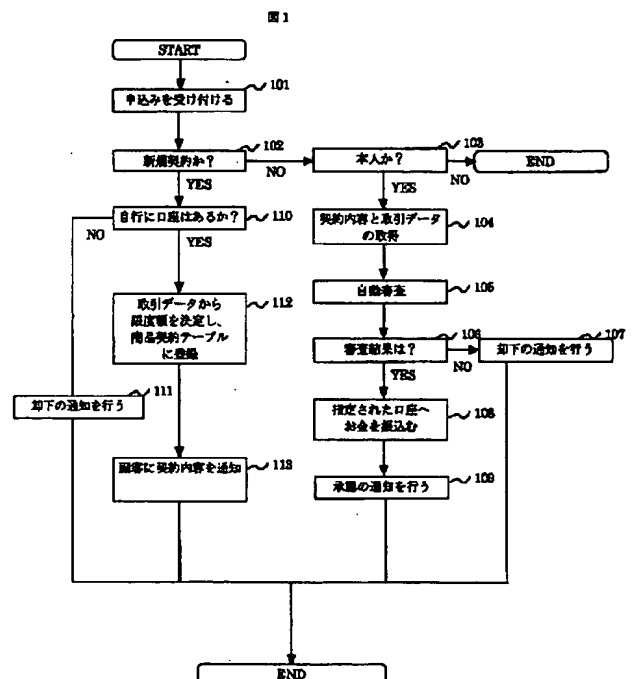 図1
START
申込みを受け付ける
101
新規契約か？
102
NO
本人か？
103
NO
END
YES
YES
自行に口座はあるか？
110
NO
YES
契約内容と取引データ
の取得
104
自動審査
105
取引データから
限度額を決定し、
商品契約テーブル
に登録
112
審査結果は？
106
NO
却下の通知を行う
107
YES
却下の通知を行う
111
指定された口座へ
お金を振込む
108
顧客に契約内容を通知
113
承認の通知を行う
109
END